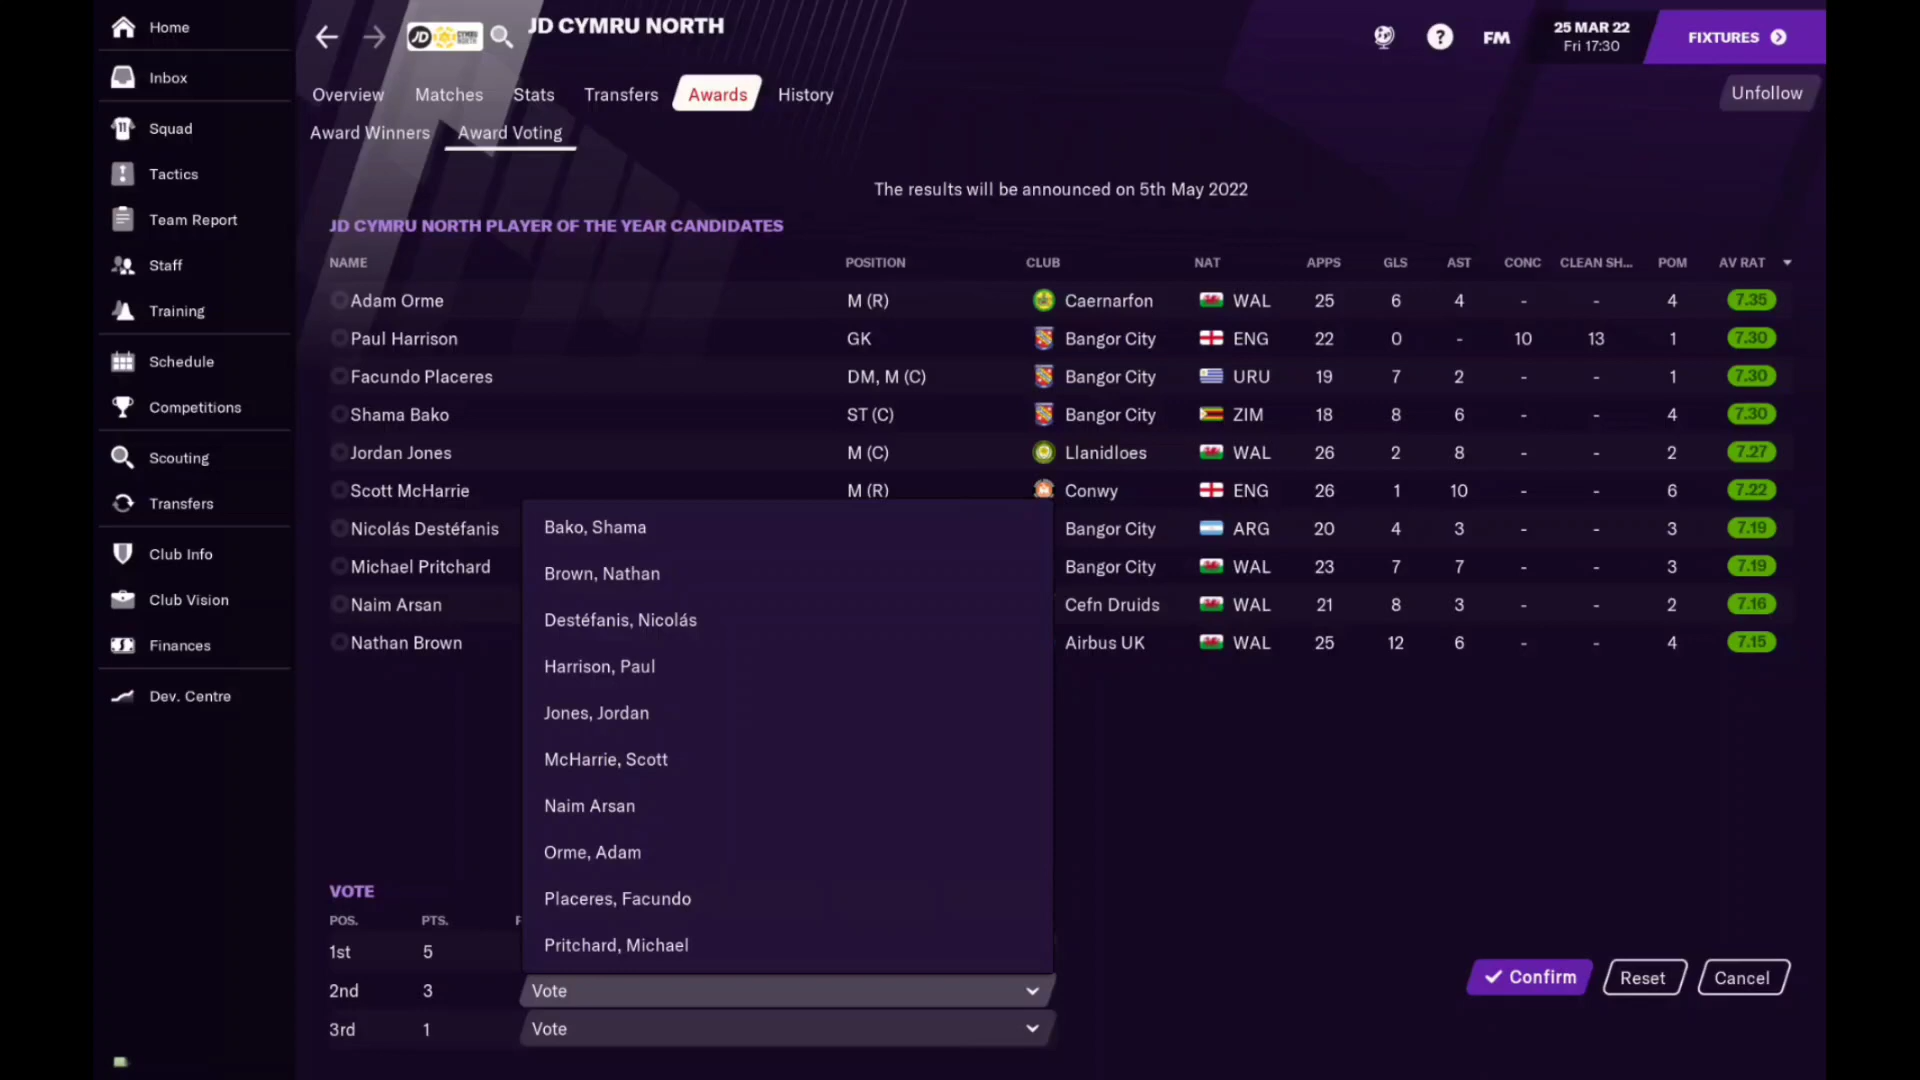 Home
Inbox
Squad
Tactics
Team Report
Staff
Training
Schedule
Competitions
Scouting
Transfers
Club Info
Club Vision
Finances
Dev. Centre
JD CYMRU NORTH
JD CYMRU NORTH
? FM
25 MAR 22
Fri 17:30
FIXTURES
Overview Matches Stats Transfers Awards History
Unfollow
Award Winners Award Voting
The results will be announced on 5th May 2022
JD CYMRU NORTH PLAYER OF THE YEAR CANDIDATES
NAME POSITION CLUB NAT APPS GLS AST CONC CLEAN SH... POM AV RAT
Adam Orme M (R) Caernarfon WAL 25 6 4 - - 4 7.35
Paul Harrison GK Bangor City ENG 22 0 - 10 13 1 7.30
Facundo Placeres DM, M (C) Bangor City URU 19 7 2 - - 1 7.30
Shama Bako ST (C) Bangor City ZIM 18 8 6 - - 4 7.30
Jordan Jones M (C) Llanidloes WAL 26 2 8 - - 2 7.27
Scott McHarrie M (R) Conwy ENG 26 1 10 - - 6 7.22
Nicolás Destéfanis Bangor City ARG 20 4 3 - - 3 7.19
Michael Pritchard Bangor City WAL 23 7 7 - - 3 7.19
Naim Arsan Cefn Druids WAL 21 8 3 - - 2 7.16
Nathan Brown Airbus UK WAL 25 12 6 - - 4 7.15
Bako, Shama
Brown, Nathan
Destéfanis, Nicolás
Harrison, Paul
Jones, Jordan
McHarrie, Scott
Naim Arsan
Orme, Adam
Placeres, Facundo
Pritchard, Michael
VOTE
POS. PTS.
1st 5
2nd 3 Vote
3rd 1 Vote
Confirm Reset Cancel